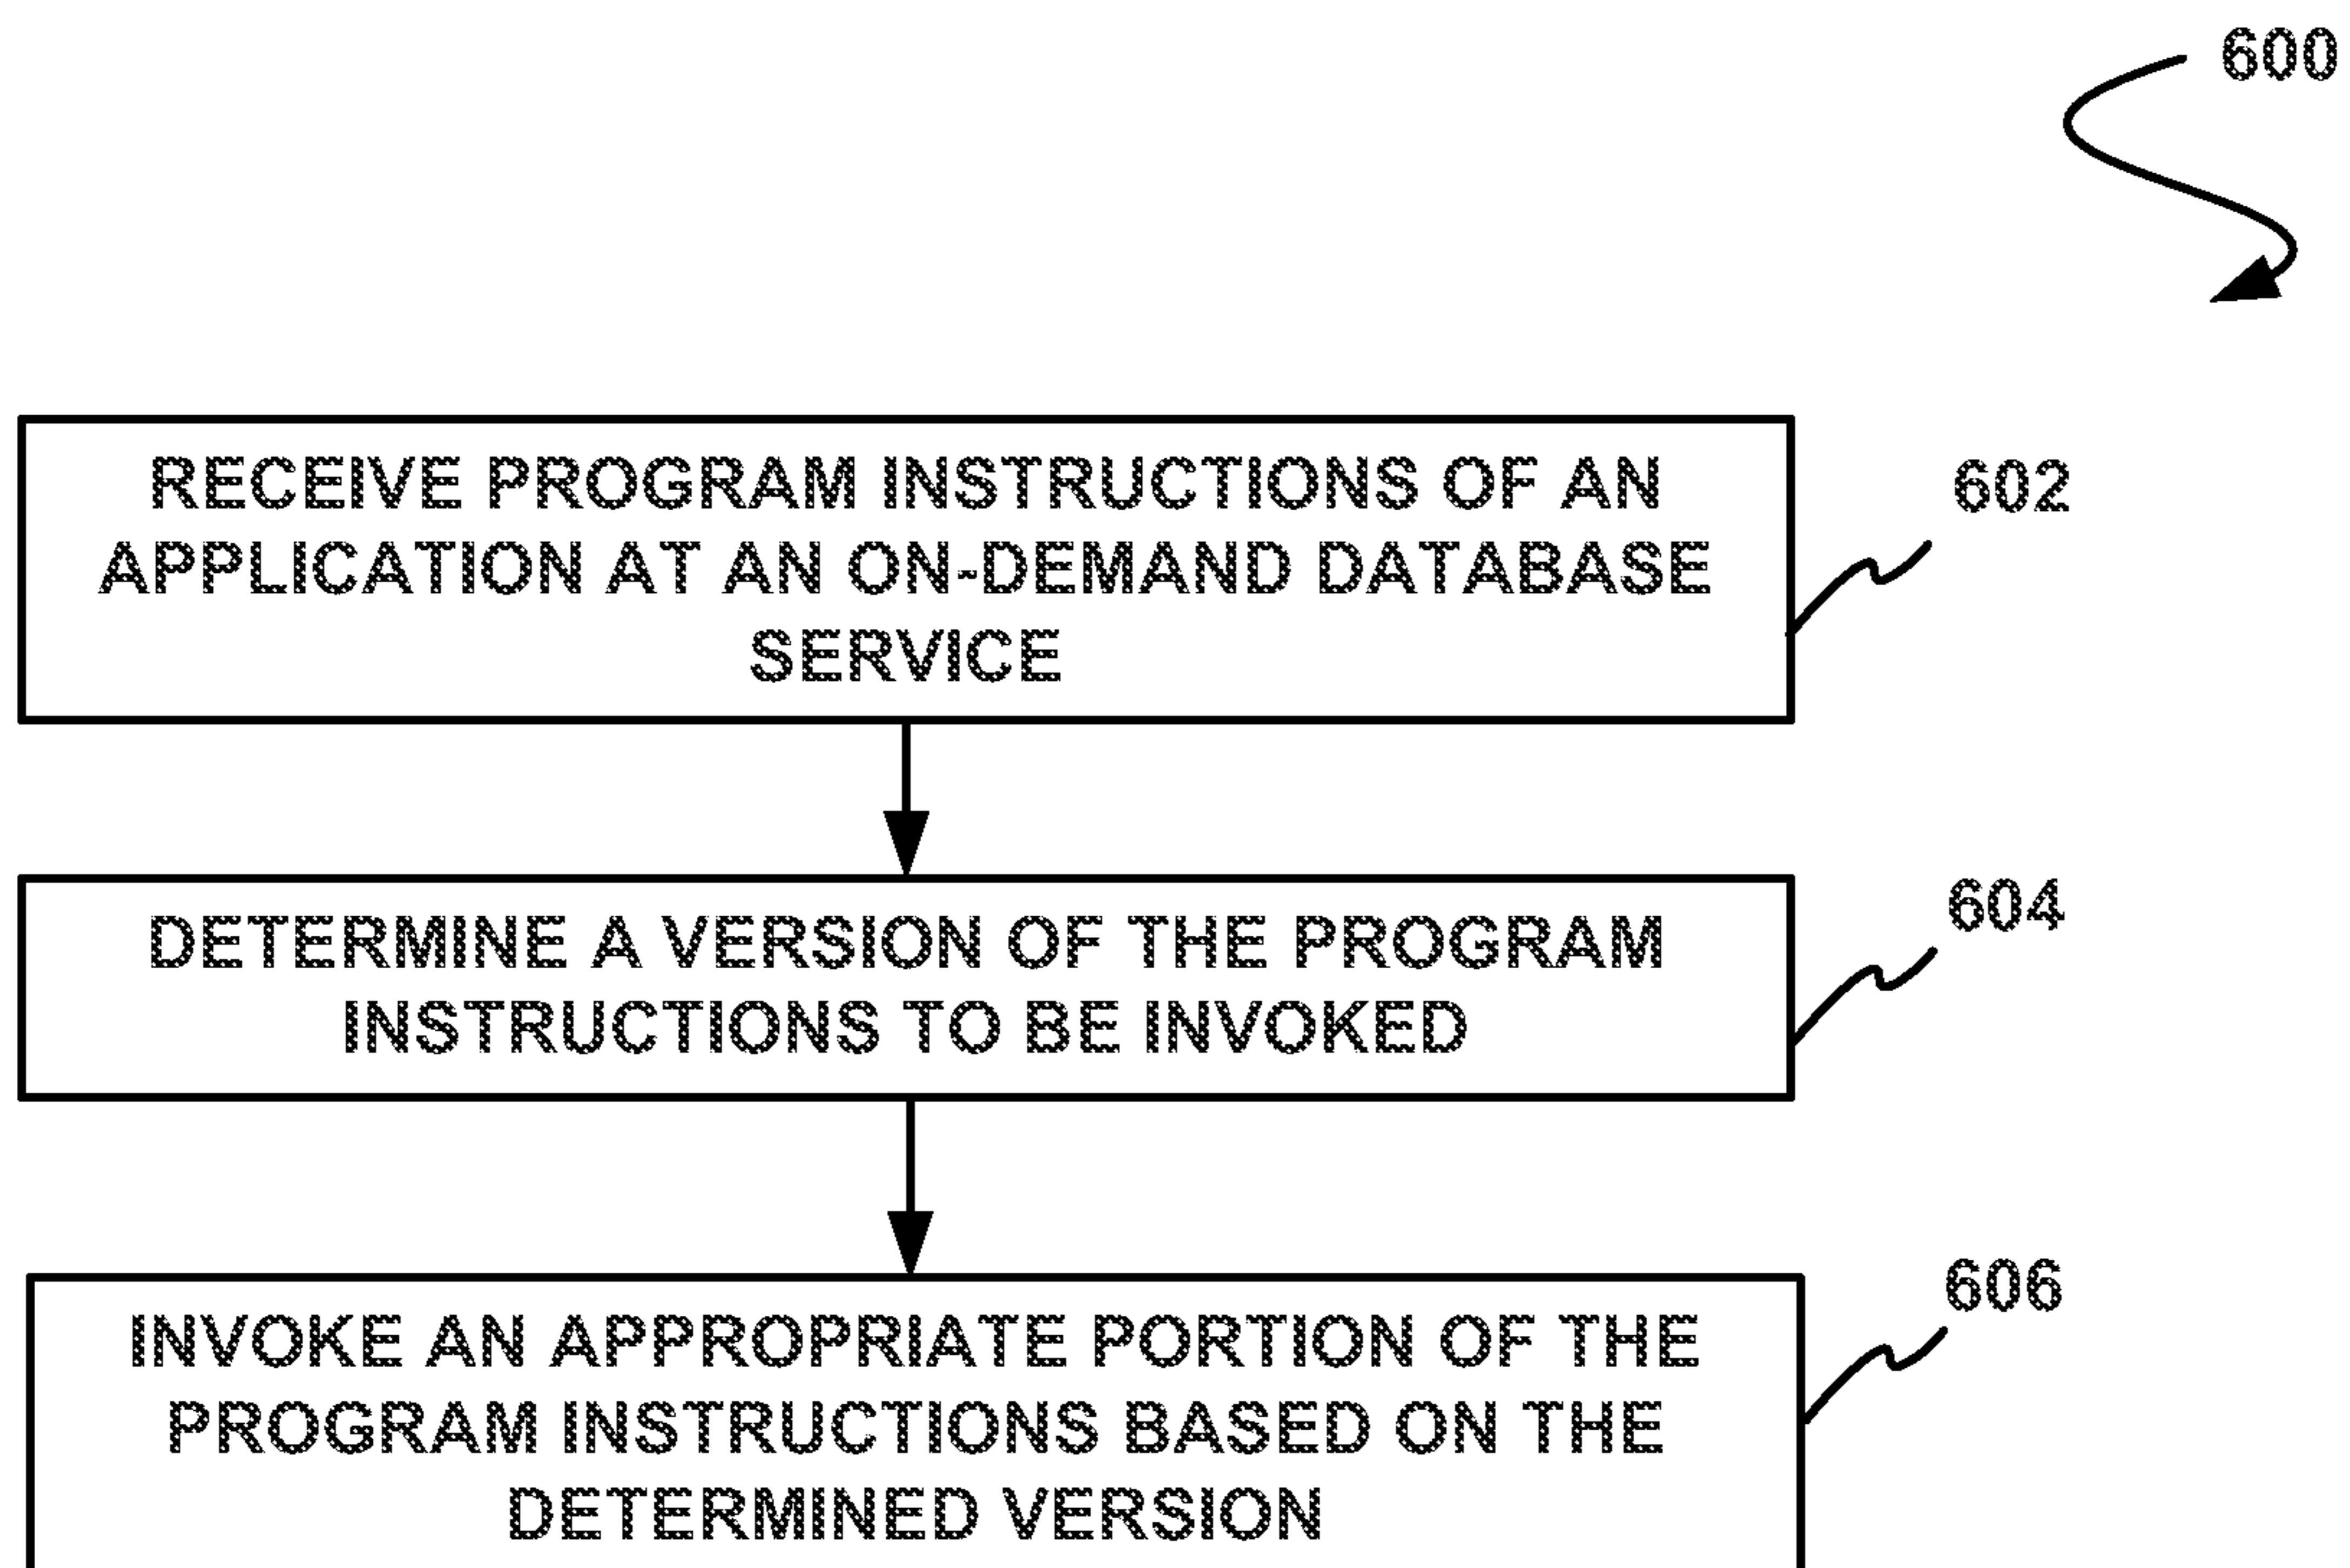 600
RECEIVE PROGRAM INSTRUCTIONS OF AN
APPLICATION AT AN ON-DEMAND DATABASE
SERVICE
602
DETERMINE A VERSION OF THE PROGRAM
INSTRUCTIONS TO BE INVOKED
604
INVOKE AN APPROPRIATE PORTION OF THE
PROGRAM INSTRUCTIONS BASED ON THE
DETERMINED VERSION
606